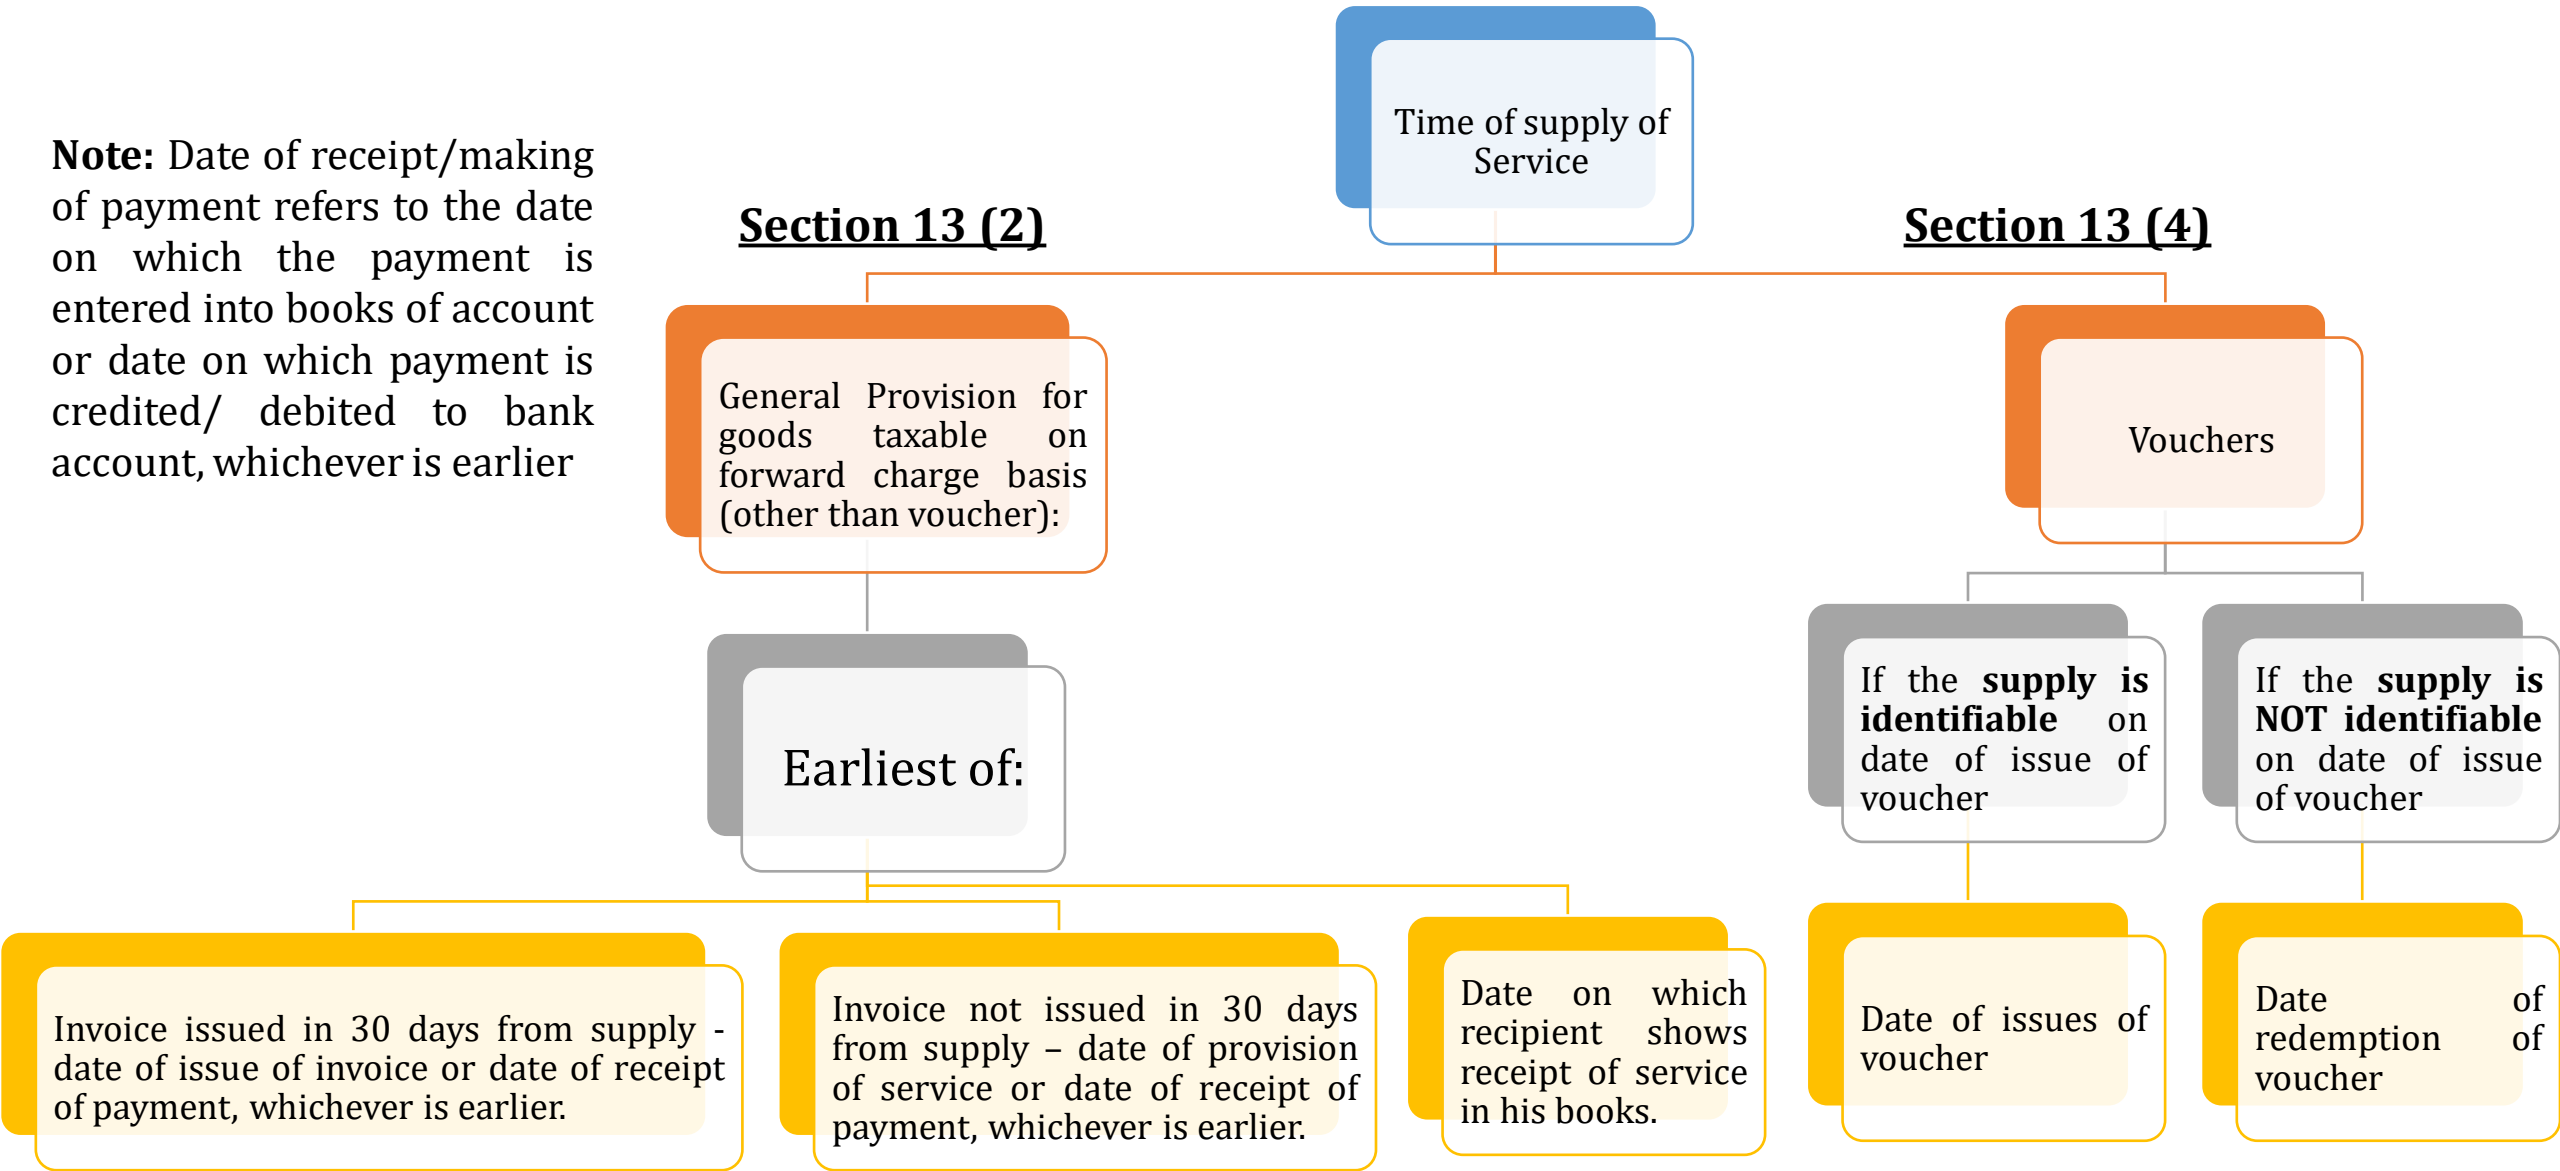 Time of supply of
Service
Note: Date of receipt/making
of payment refers to the date
on which the payment is
entered into books of account
or date on which payment is
credited/ debited to bank
account, whichever is earlier
Section 13 (2)
Section 13 (4)
General Provision for
goods taxable on
forward charge basis
(other than voucher):
Vouchers
Earliest of:
If the supply is
identifiable on
date of issue of
voucher
If the supply is
NOT identifiable
on date of issue
of voucher
Invoice issued in 30 days from supply -
date of issue of invoice or date of receipt
of payment, whichever is earlier.
Invoice not issued in 30 days
from supply – date of provision
of service or date of receipt of
payment, whichever is earlier.
Date on which
recipient shows
receipt of service
in his books.
Date of issues of
voucher
Date of
redemption of
voucher